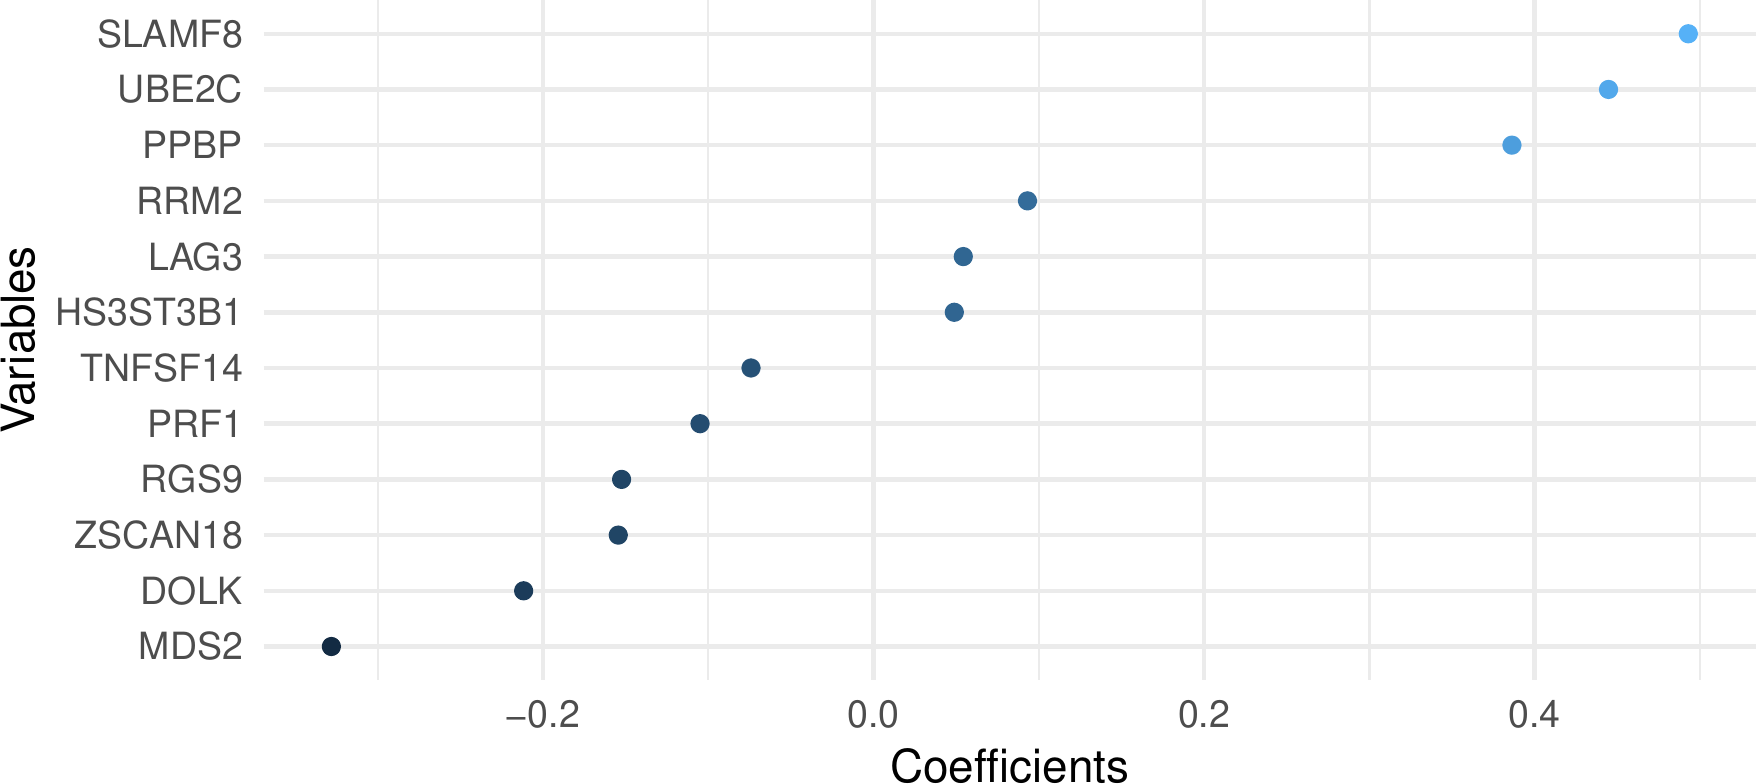 SLAMF8
UBE2C
PPBP
RRM2
LAG3
HS3ST3B1
TNFSF14
PRF1
RGS9
ZSCAN18
DOLK
MDS2
Variables
−0.2 0.0 0.2 0.4
Coefficients